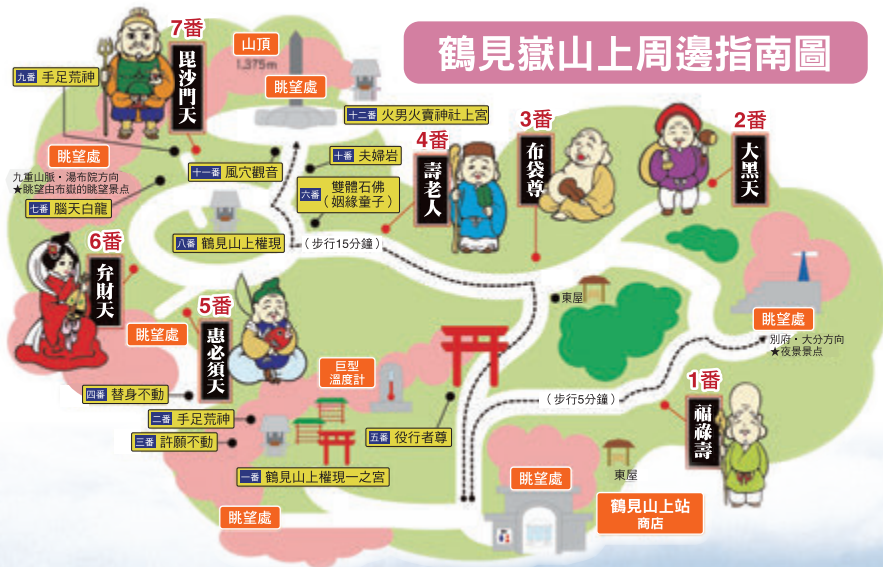 鶴見嶽山上周邊指南圖
7番
毘沙門天
山頂
1,375m
眺望處
九番 手足荒神
十二番 火男火賣神社上宮
眺望處
九重山脈・湯布院方向
★眺望由布嶽的眺望景点
七番 腦天白龍
十一番 風穴觀音
十番 夫婦岩
六番 雙體石佛
(姻緣童子)
八番 鶴見山上權現
(步行15分鐘)
4番
壽老人
3番
布袋尊
2番
大黑天
6番
弁財天
眺望處
5番
惠必須天
東屋
眺望處
別府・大分方向
★夜景景点
巨型
溫度計
四番 替身不動
二番 手足荒神
三番 許願不動
一番 鶴見山上權現一之宮
五番 役行者尊
(步行5分鐘)
1番
福祿壽
東屋
眺望處
鶴見山上站
商店
眺望處